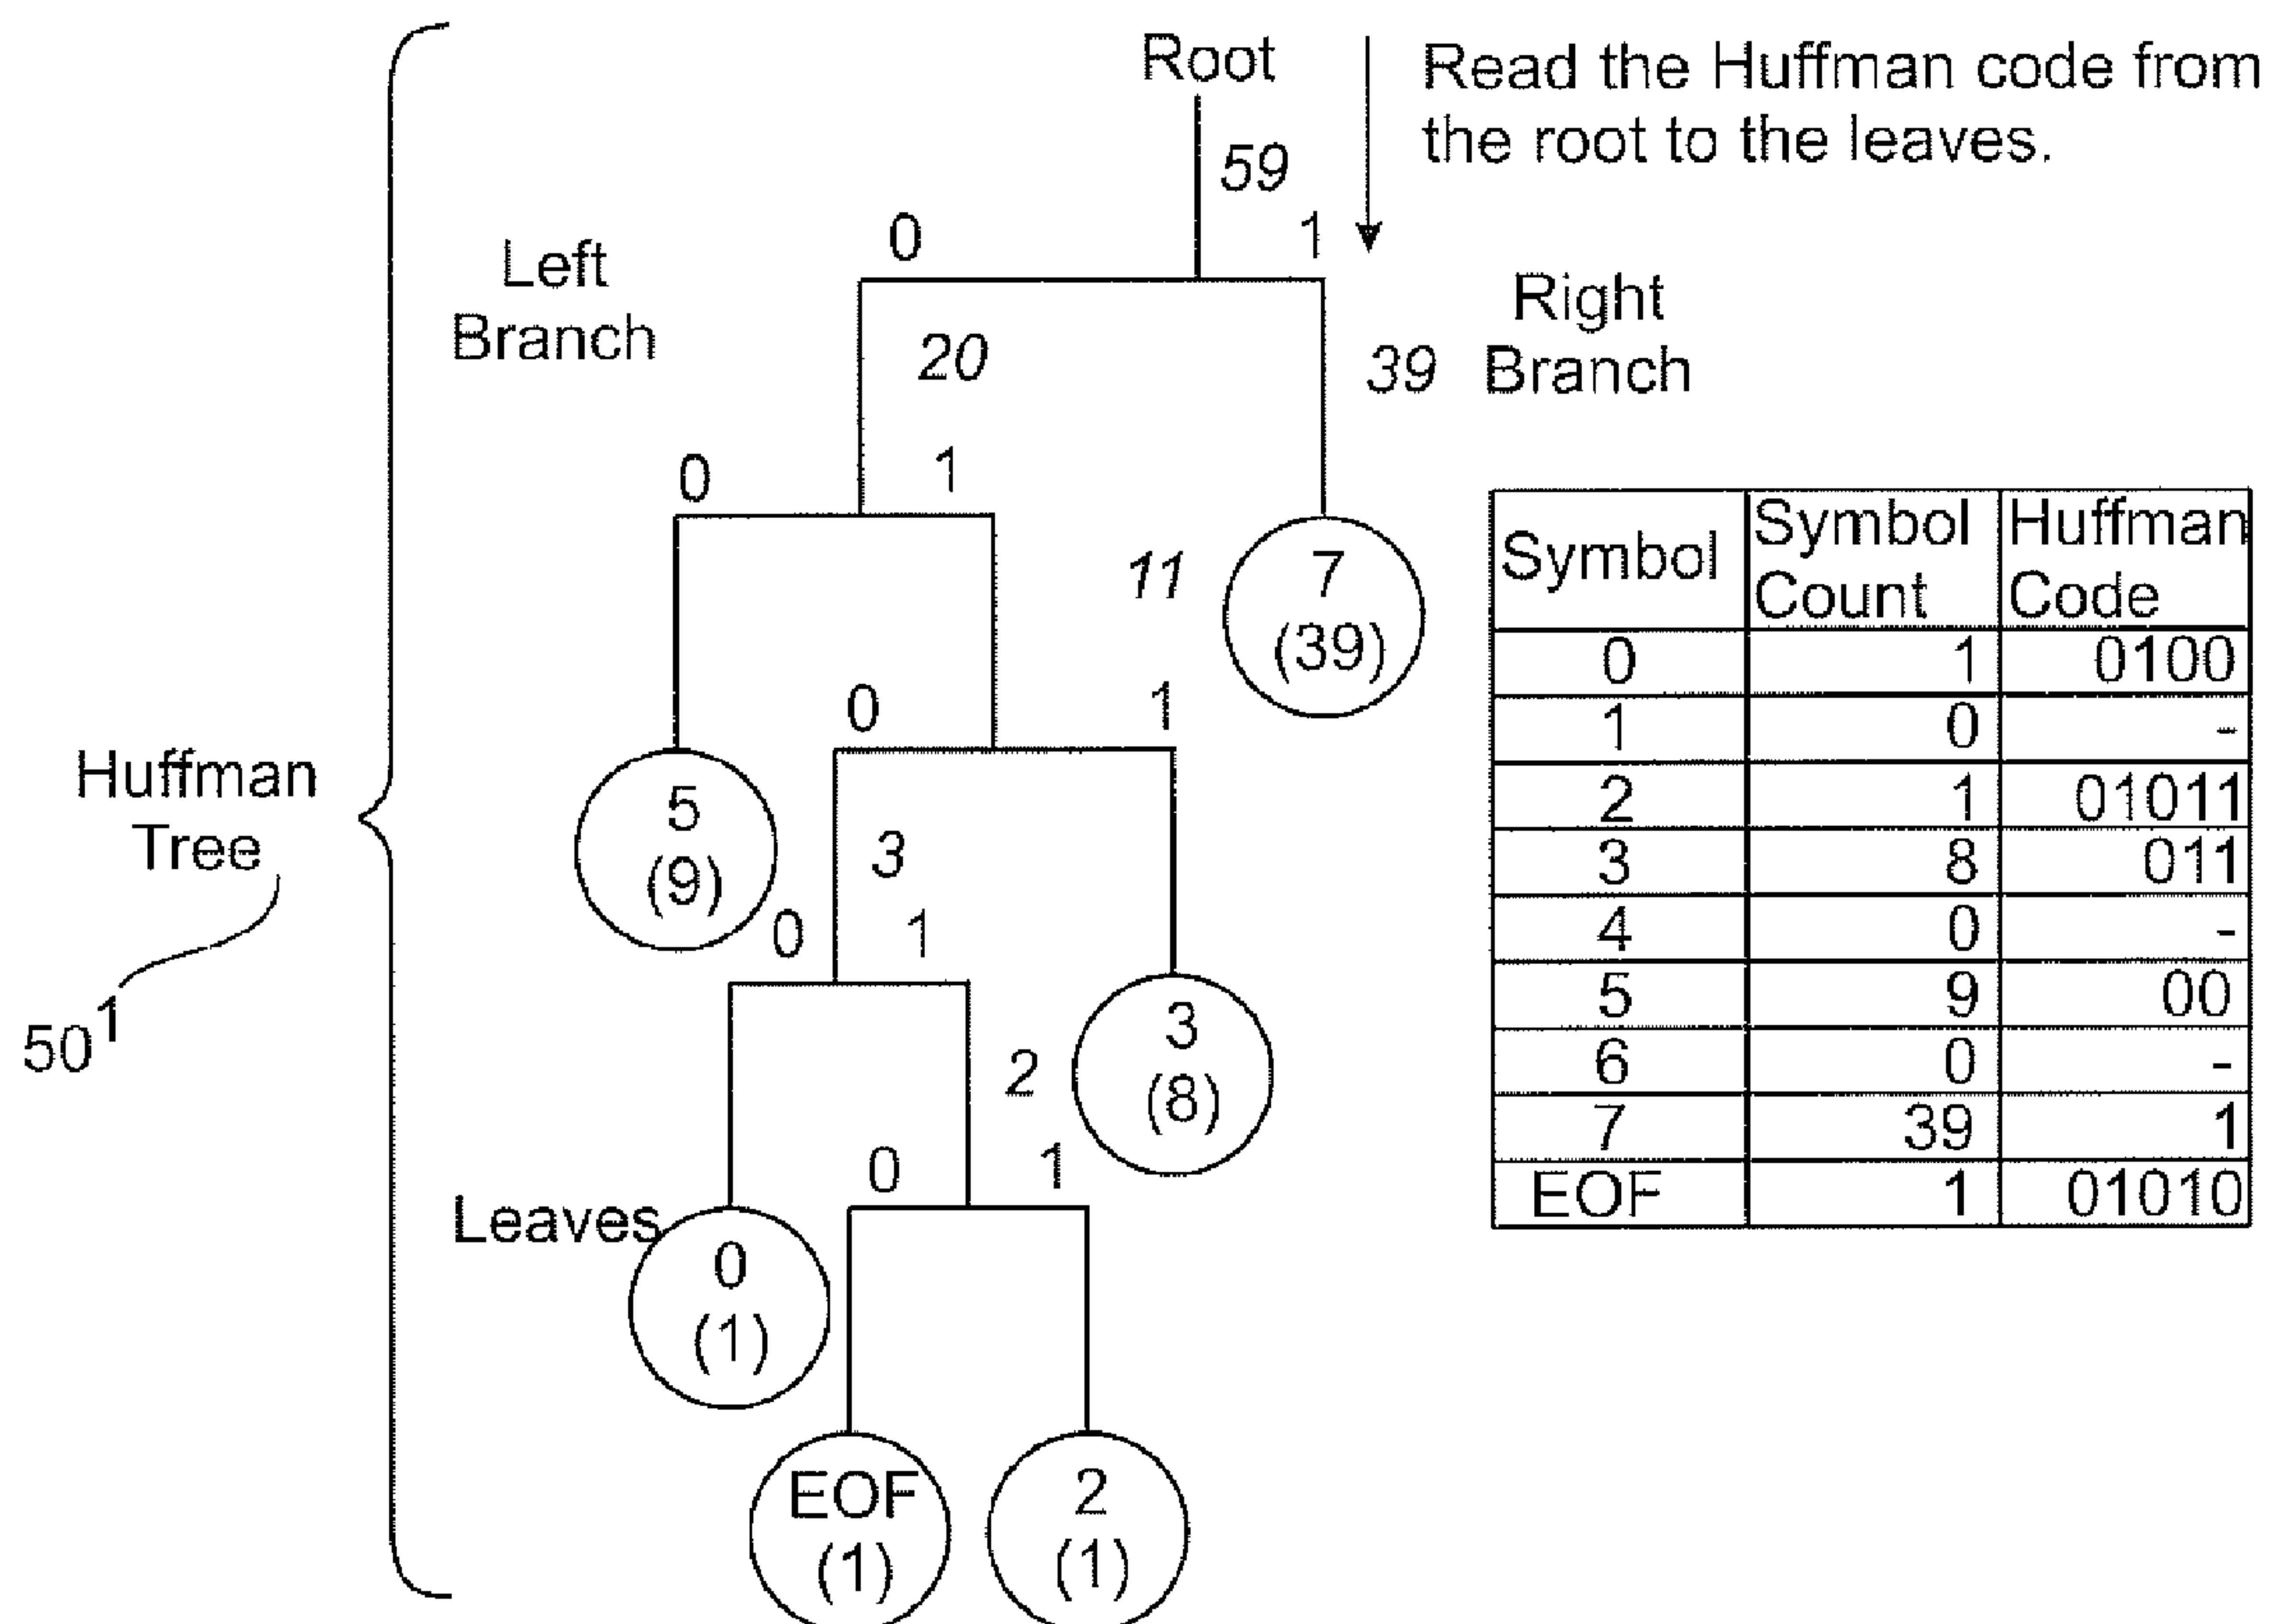 Root
Read the Huffman code from
the root to the leaves.
59
0
1
Left
Branch
Right
Branch
20
39
0
1
11
7
(39)
0
1
Huffman
Tree
5
(9)
3
0
1
50¹
3
(8)
2
0
1
Leaves
0
(1)
EOF
(1)
2
(1)
Symbol Symbol Count Huffman Code
0 1 0100
1 0 -
2 1 01011
3 8 011
4 0 -
5 9 00
6 0 -
7 39 1
EOF 1 01010